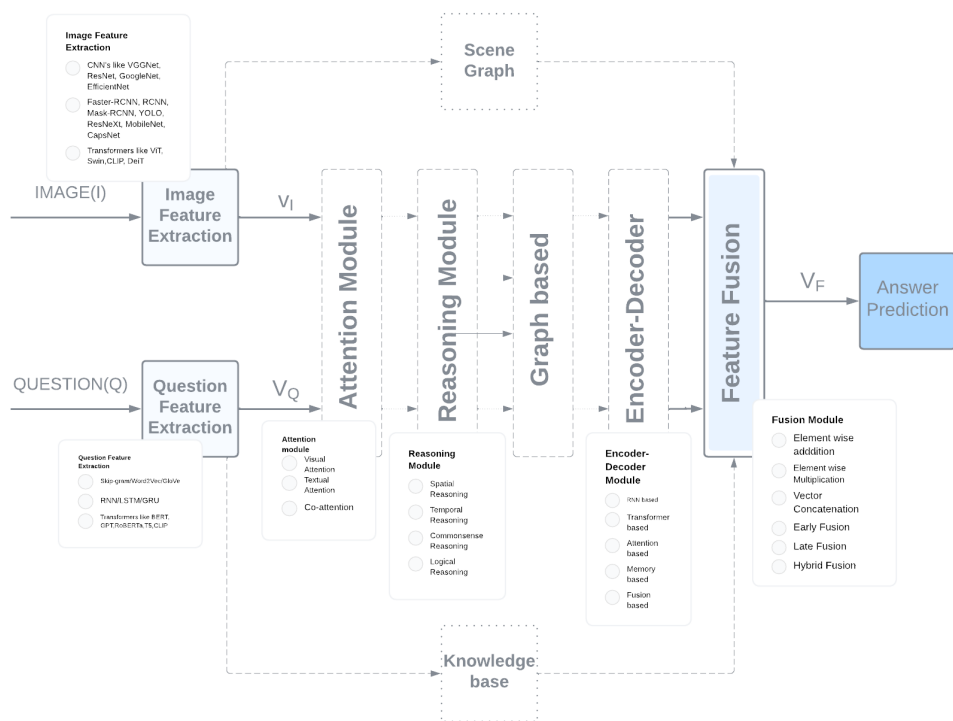 Image Feature
Extraction
CNN's like VGGNet,
ResNet, GoogleNet,
EfficientNet
Faster-RCNN, RCNN,
Mask-RCNN, YOLO,
ResNeXt, MobileNet,
CapsNet
Transformers like ViT,
Swin,CLIP, DeiT
Scene
Graph
IMAGE(I)
Image
Feature
Extraction
vI
Attention Module
Reasoning Module
Graph based
Encoder-Decoder
Feature Fusion
VF
Answer
Prediction
QUESTION(Q)
Question
Feature
Extraction
VQ
Question Feature
Extraction
Skip-gram/Word2Vec/GloVe
RNN/LSTM/GRU
Transformers like BERT,
GPT,RoBERTa,T5,CLIP
Attention
module
Visual
Attention
Textual
Attention
Co-attention
Reasoning
Module
Spatial
Reasoning
Temporal
Reasoning
Commonsense
Reasoning
Logical
Reasoning
Encoder-
Decoder
Module
RNN based
Transformer
based
Attention
based
Memory
based
Fusion
based
Fusion Module
Element wise
adddition
Element wise
Multiplication
Vector
Concatenation
Early Fusion
Late Fusion
Hybrid Fusion
Knowledge
base